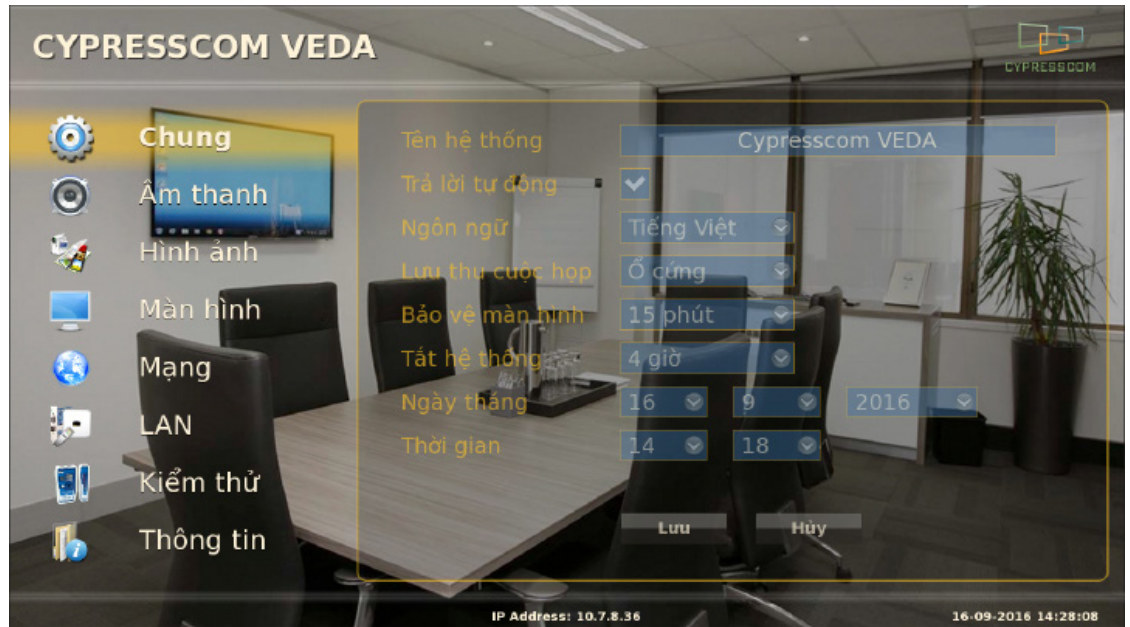 CYPRESSCOM VEDA
CYPRESSCOM
Chung
Âm thanh
Hình ảnh
Màn hình
Mạng
LAN
Kiểm thử
Thông tin
Tên hệ thống Cypresscom VEDA
Trả lời tự động
Ngôn ngữ Tiếng Việt
Lưu thu cuộc họp Ổ cứng
Bảo vệ màn hình 15 phút
Tắt hệ thống 4 giờ
Ngày tháng 16 9 2016
Thời gian 14 18
Lưu Hủy
IP Address: 10.7.8.36 16-09-2016 14:28:08